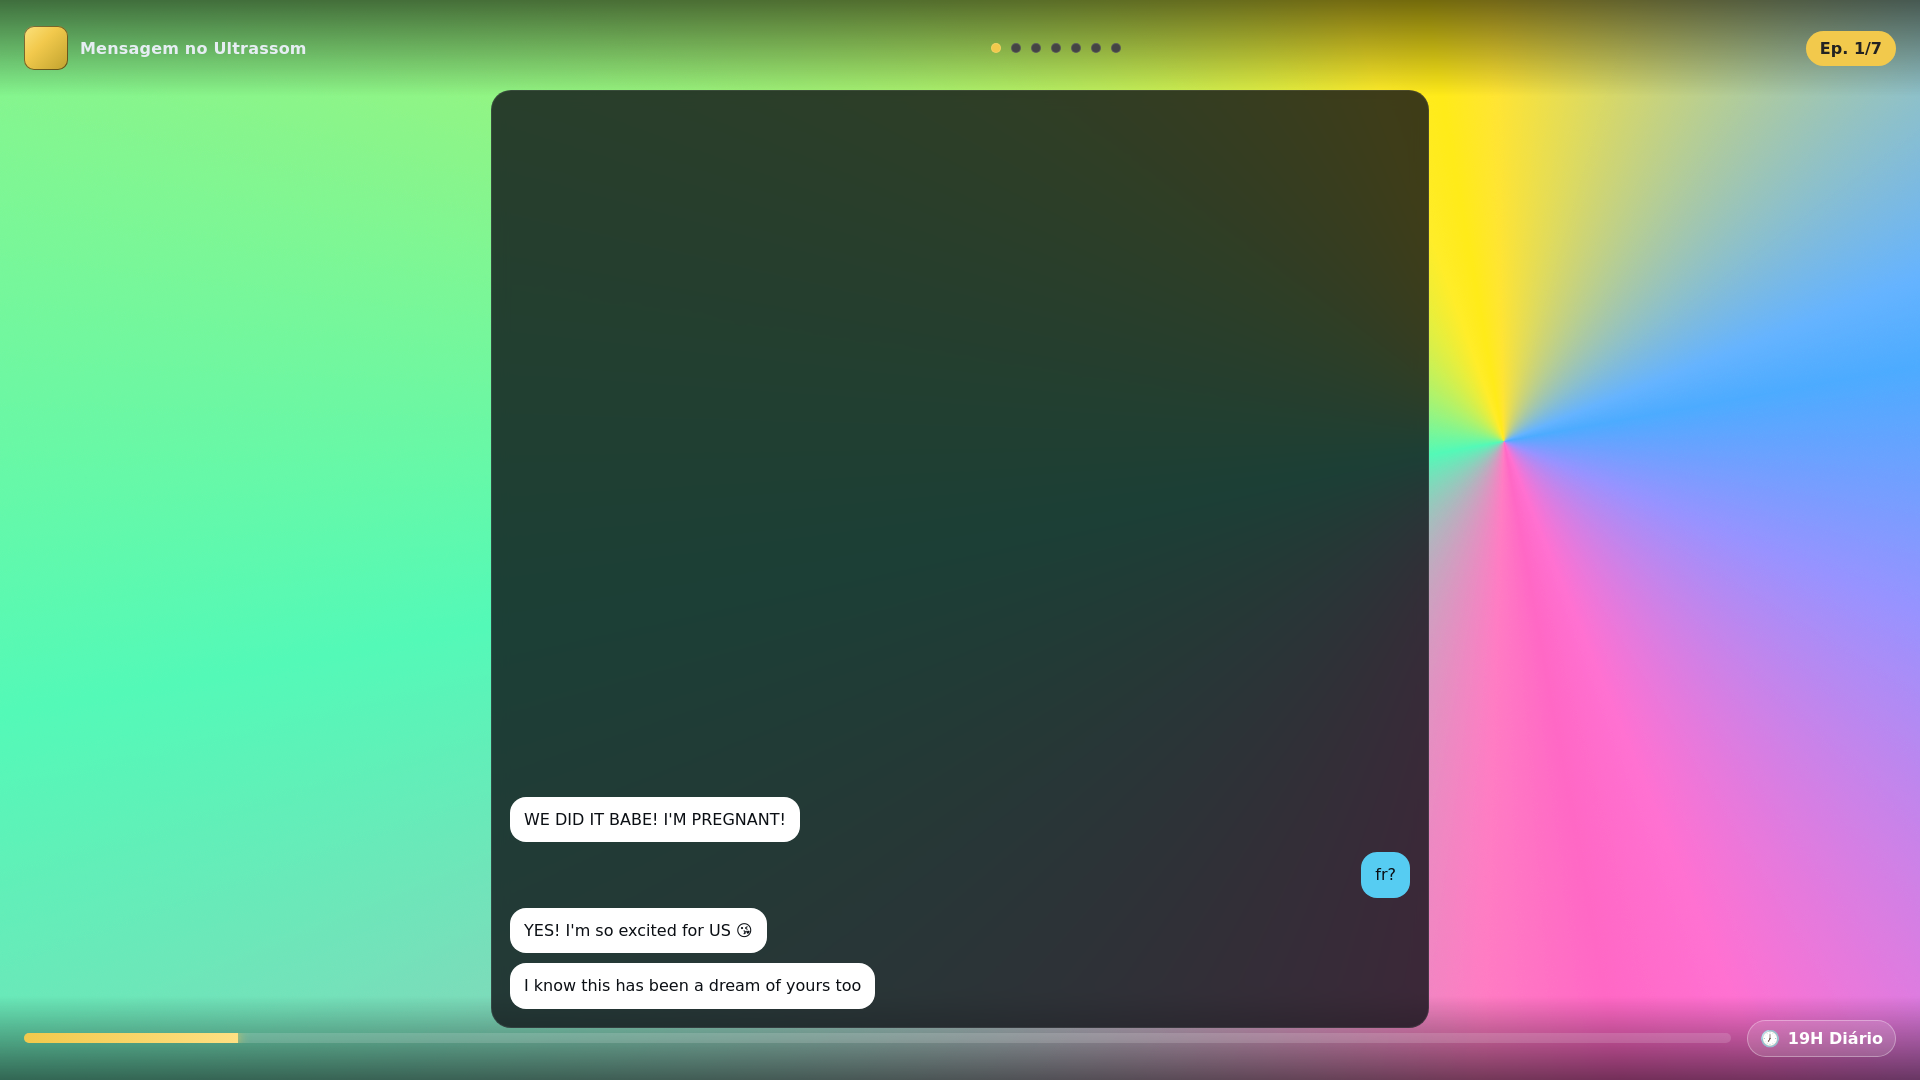 Mensagem no Ultrassom
Ep. 1/7
WE DID IT BABE! I'M PREGNANT!
fr?
YES! I'm so excited for US 😘
I know this has been a dream of yours too
🕖 19H Diário